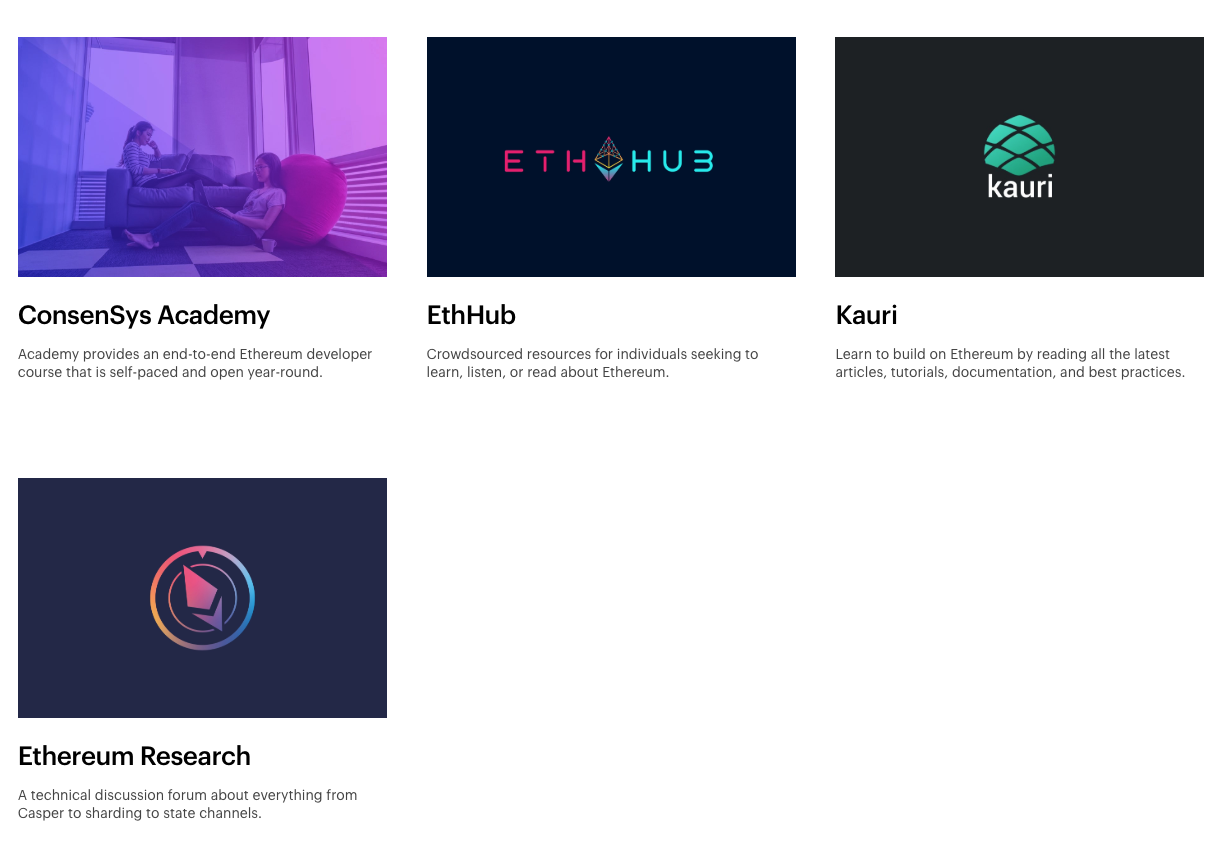 ETH HUB
kauri
ConsenSys Academy
Academy provides an end-to-end Ethereum developer
course that is self-paced and open year-round.
EthHub
Crowdsourced resources for individuals seeking to
learn, listen, or read about Ethereum.
Kauri
Learn to build on Ethereum by reading all the latest
articles, tutorials, documentation, and best practices.
Ethereum Research
A technical discussion forum about everything from
Casper to sharding to state channels.